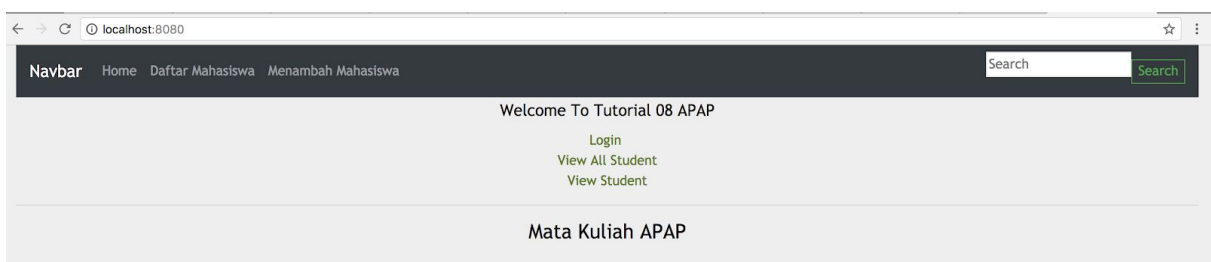 localhost:8080
Navbar Home Daftar Mahasiswa Menambah Mahasiswa Search Search
Welcome To Tutorial 08 APAP
Login
View All Student
View Student
Mata Kuliah APAP